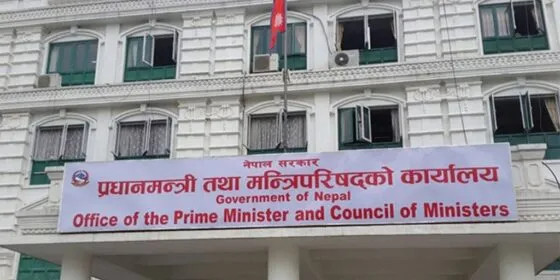 नेपाल सरकार
प्रधानमन्त्री तथा मन्त्रिपरिषद्को कार्यालय
Government of Nepal
Office of the Prime Minister and Council of Ministers